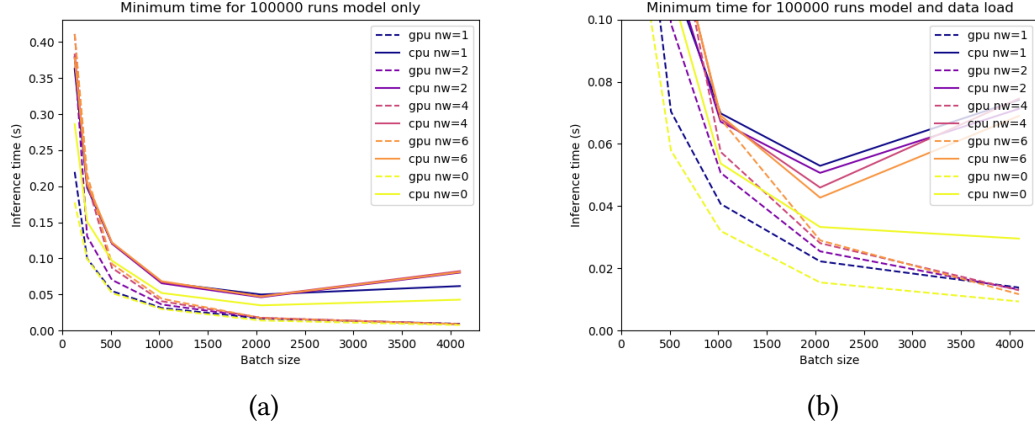 Minimum time for 100000 runs model only
Inference time (s)
0.40
0.35
0.30
0.25
0.20
0.15
0.10
0.05
0.00
0
500
1000
1500
2000
2500
3000
3500
4000
Batch size
gpu nw=1
cpu nw=1
gpu nw=2
cpu nw=2
gpu nw=4
cpu nw=4
gpu nw=6
cpu nw=6
gpu nw=0
cpu nw=0
(a)
Minimum time for 100000 runs model and data load
Inference time (s)
0.10
0.08
0.06
0.04
0.02
0.00
0
500
1000
1500
2000
2500
3000
3500
4000
Batch size
gpu nw=1
cpu nw=1
gpu nw=2
cpu nw=2
gpu nw=4
cpu nw=4
gpu nw=6
cpu nw=6
gpu nw=0
cpu nw=0
(b)